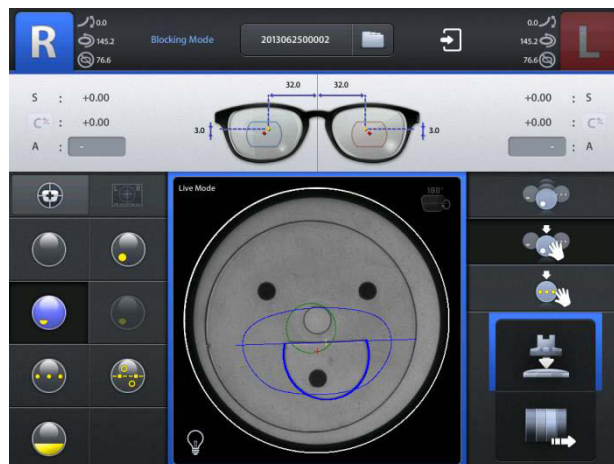 R
0.0
145.2
76.6
Blocking Mode
2013062500002
0.0
145.2
76.6
L
S : +0.00
C : +0.00
A : -
32.0 32.0
3.0
3.0
+0.00 : S
+0.00 : C
- : A
Live Mode
180°
L R